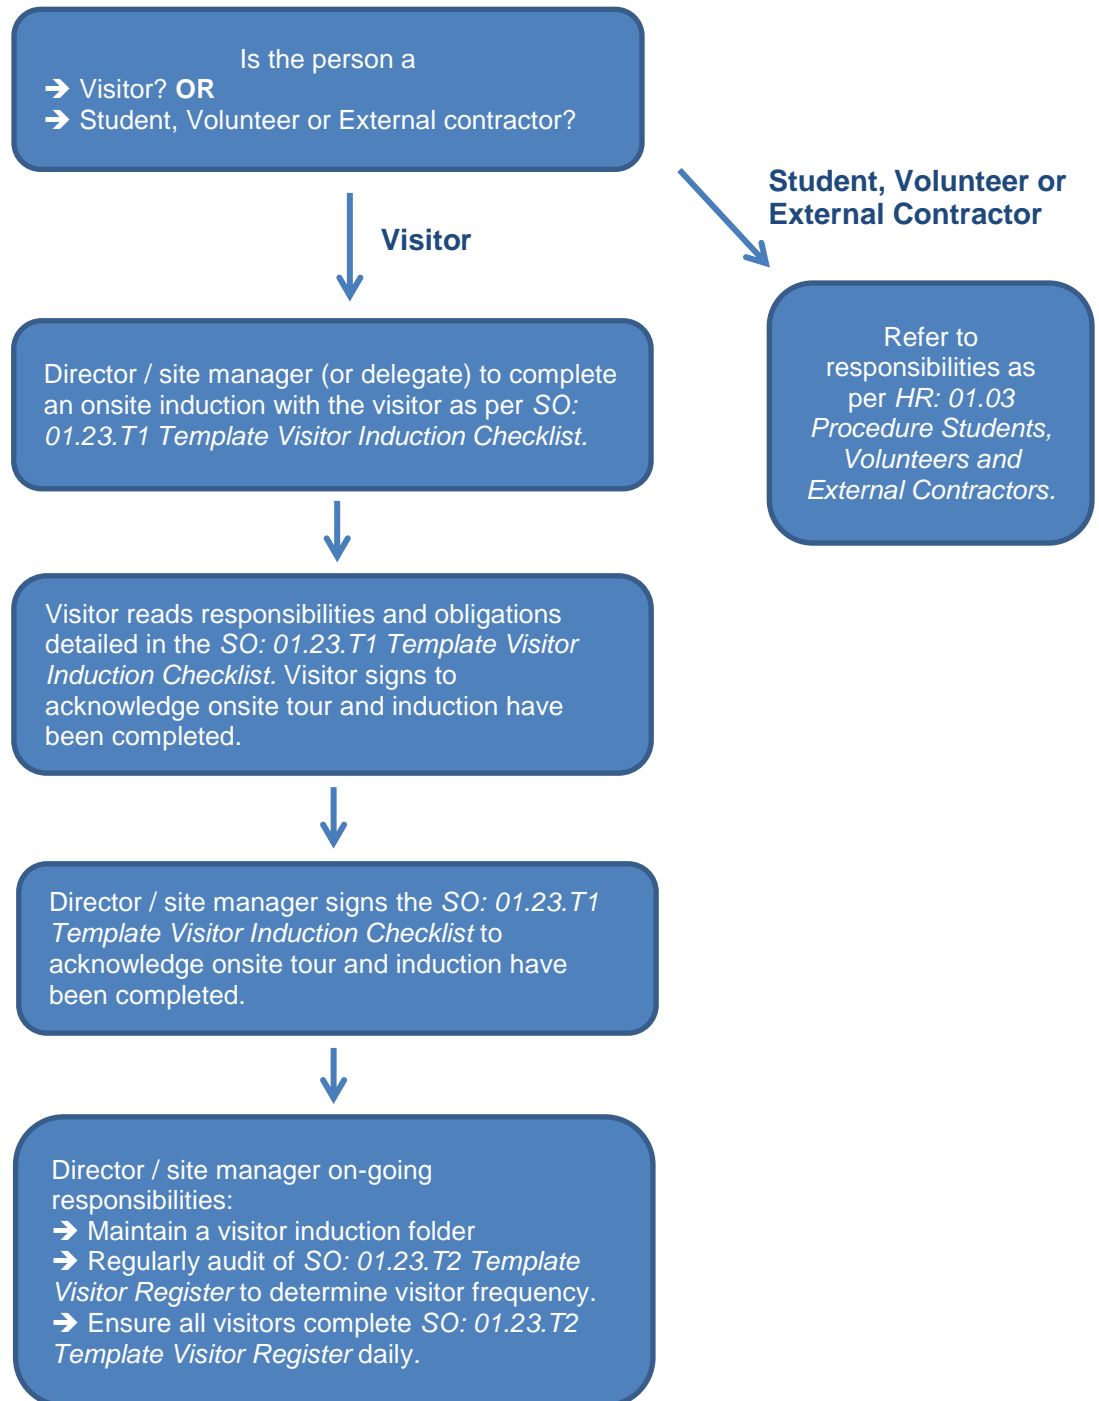 Is the person a
➔ Visitor? OR
➔ Student, Volunteer or External contractor?
Student, Volunteer or
External Contractor
Visitor
Director / site manager (or delegate) to complete
an onsite induction with the visitor as per SO:
01.23.T1 Template Visitor Induction Checklist.
Refer to
responsibilities as
per HR: 01.03
Procedure Students,
Volunteers and
External Contractors.
Visitor reads responsibilities and obligations
detailed in the SO: 01.23.T1 Template Visitor
Induction Checklist. Visitor signs to
acknowledge onsite tour and induction have
been completed.
Director / site manager signs the SO: 01.23.T1
Template Visitor Induction Checklist to
acknowledge onsite tour and induction have
been completed.
Director / site manager on-going
responsibilities:
➔ Maintain a visitor induction folder
➔ Regularly audit of SO: 01.23.T2 Template
Visitor Register to determine visitor frequency.
➔ Ensure all visitors complete SO: 01.23.T2
Template Visitor Register daily.